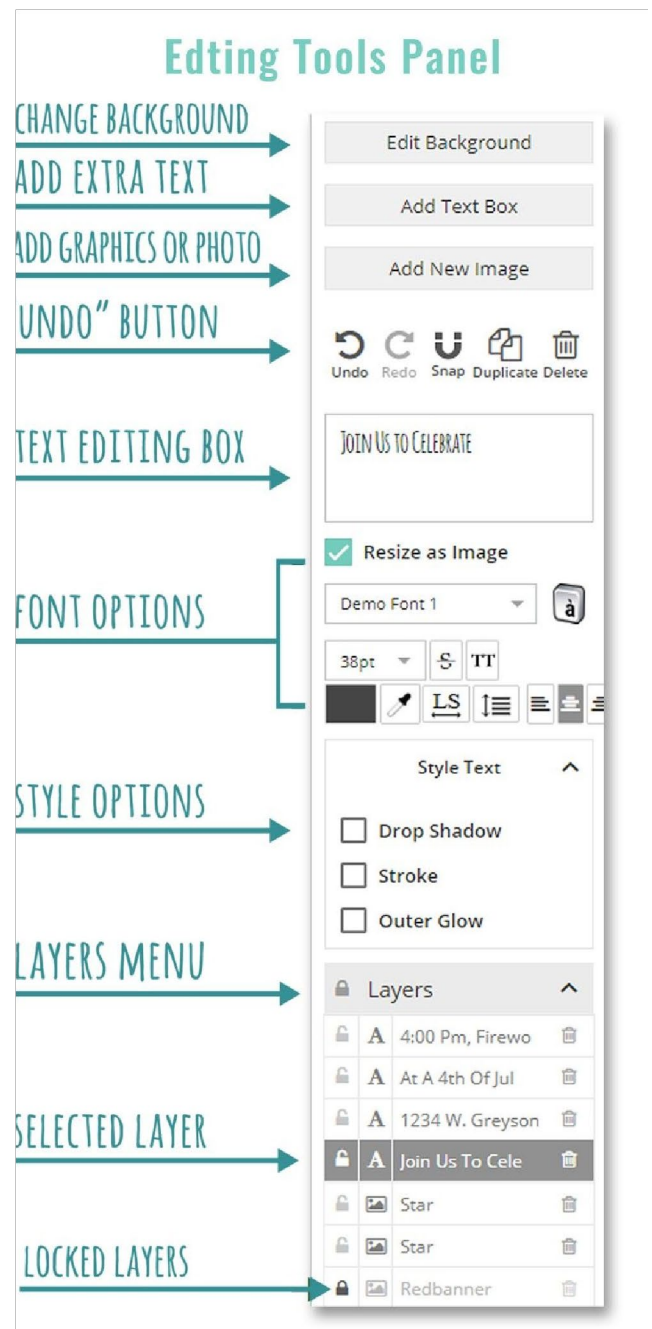 Edting Tools Panel
CHANGE BACKGROUND
Edit Background
ADD EXTRA TEXT
Add Text Box
ADD GRAPHICS OR PHOTO
Add New Image
UNDO" BUTTON
Undo Redo Snap Duplicate Delete
TEXT EDITING BOX
Join Us to Celebrate
Resize as Image
FONT OPTIONS
Demo Font 1
à
38pt S TT
LS
Style Text
STYLE OPTIONS
Drop Shadow
Stroke
Outer Glow
LAYERS MENU
Layers
A 4:00 Pm, Firewo
A At A 4th Of Jul
A 1234 W. Greyson
SELECTED LAYER
A Join Us To Cele
Star
Star
LOCKED LAYERS
Redbanner